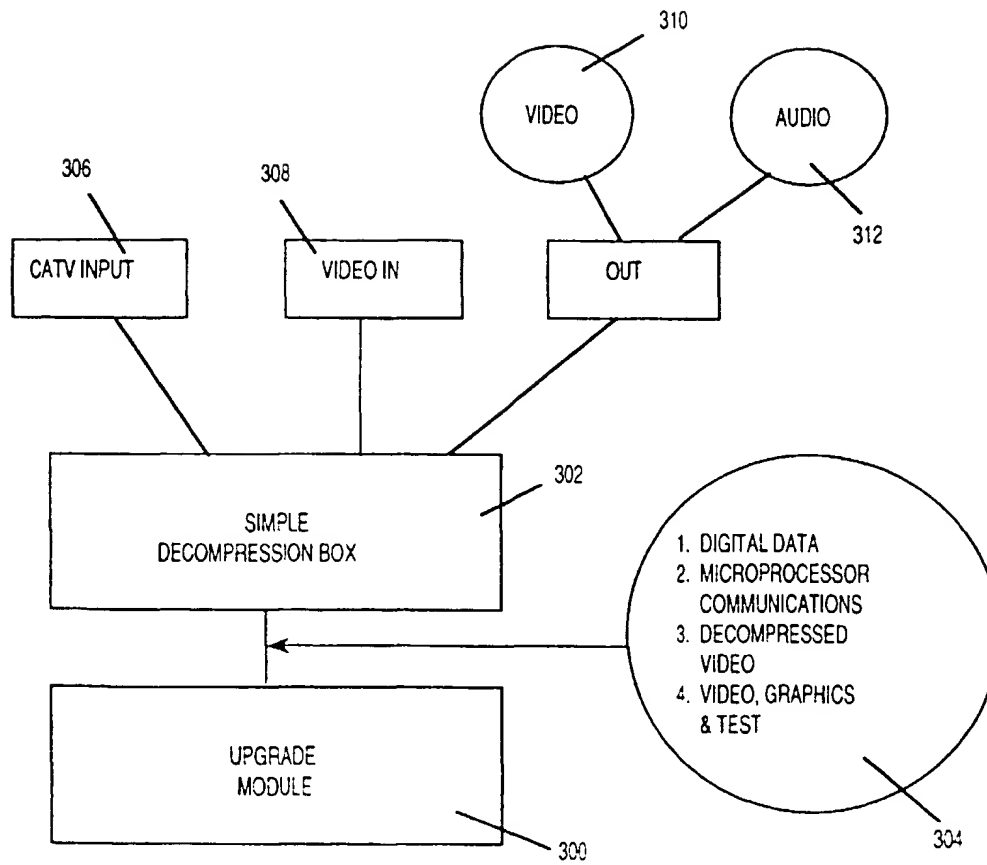 310
VIDEO
AUDIO
306
308
312
CATV INPUT
VIDEO IN
OUT
302
SIMPLE
DECOMPRESSION BOX
1. DIGITAL DATA
2. MICROPROCESSOR
COMMUNICATIONS
3. DECOMPRESSED
VIDEO
4. VIDEO, GRAPHICS
& TEST
UPGRADE
MODULE
300
304